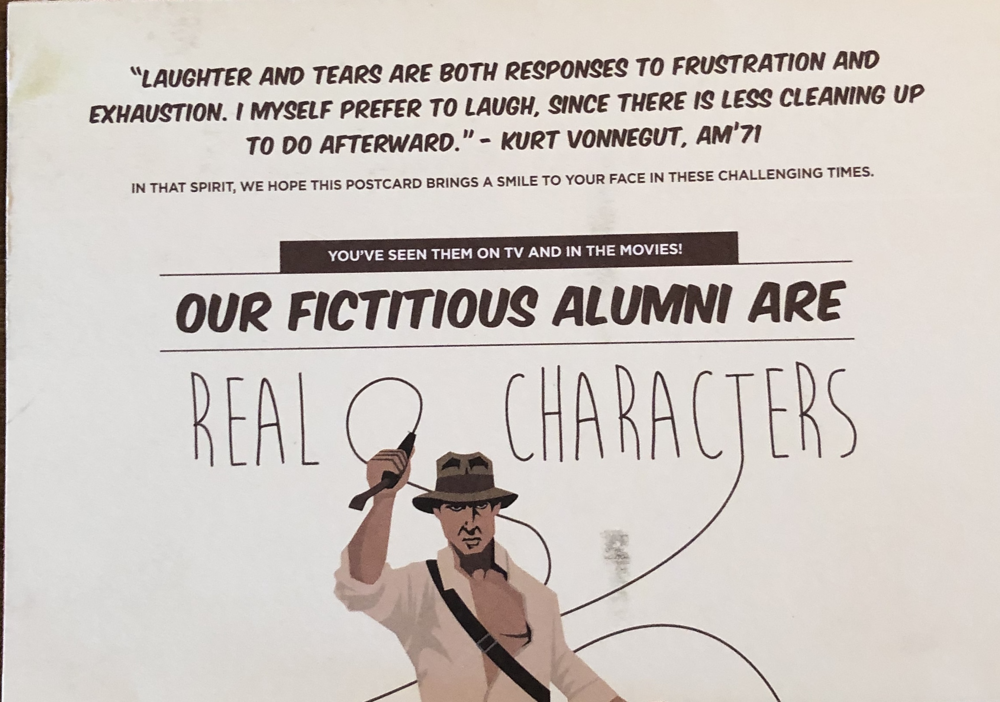 “LAUGHTER AND TEARS ARE BOTH RESPONSES TO FRUSTRATION AND
EXHAUSTION. I MYSELF PREFER TO LAUGH, SINCE THERE IS LESS CLEANING UP
TO DO AFTERWARD.” - KURT VONNEGUT, AM'71
IN THAT SPIRIT, WE HOPE THIS POSTCARD BRINGS A SMILE TO YOUR FACE IN THESE CHALLENGING TIMES.
YOU'VE SEEN THEM ON TV AND IN THE MOVIES!
OUR FICTITIOUS ALUMNI ARE
REAL CHARACTERS